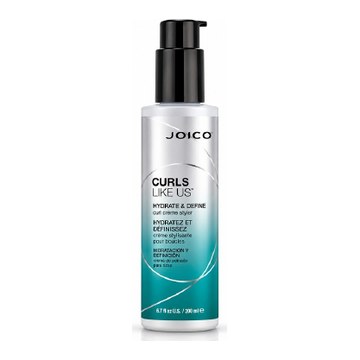 JOICO
CURLS
LIKE US
HYDRATE & DEFINE
curl crème styler
HYDRATEZ ET
DÉFINISSEZ
crème stylisante
pour boucles
HIDRATACIÓN Y
DEFINICIÓN
6.7 fl oz U.S. / 200 ml e